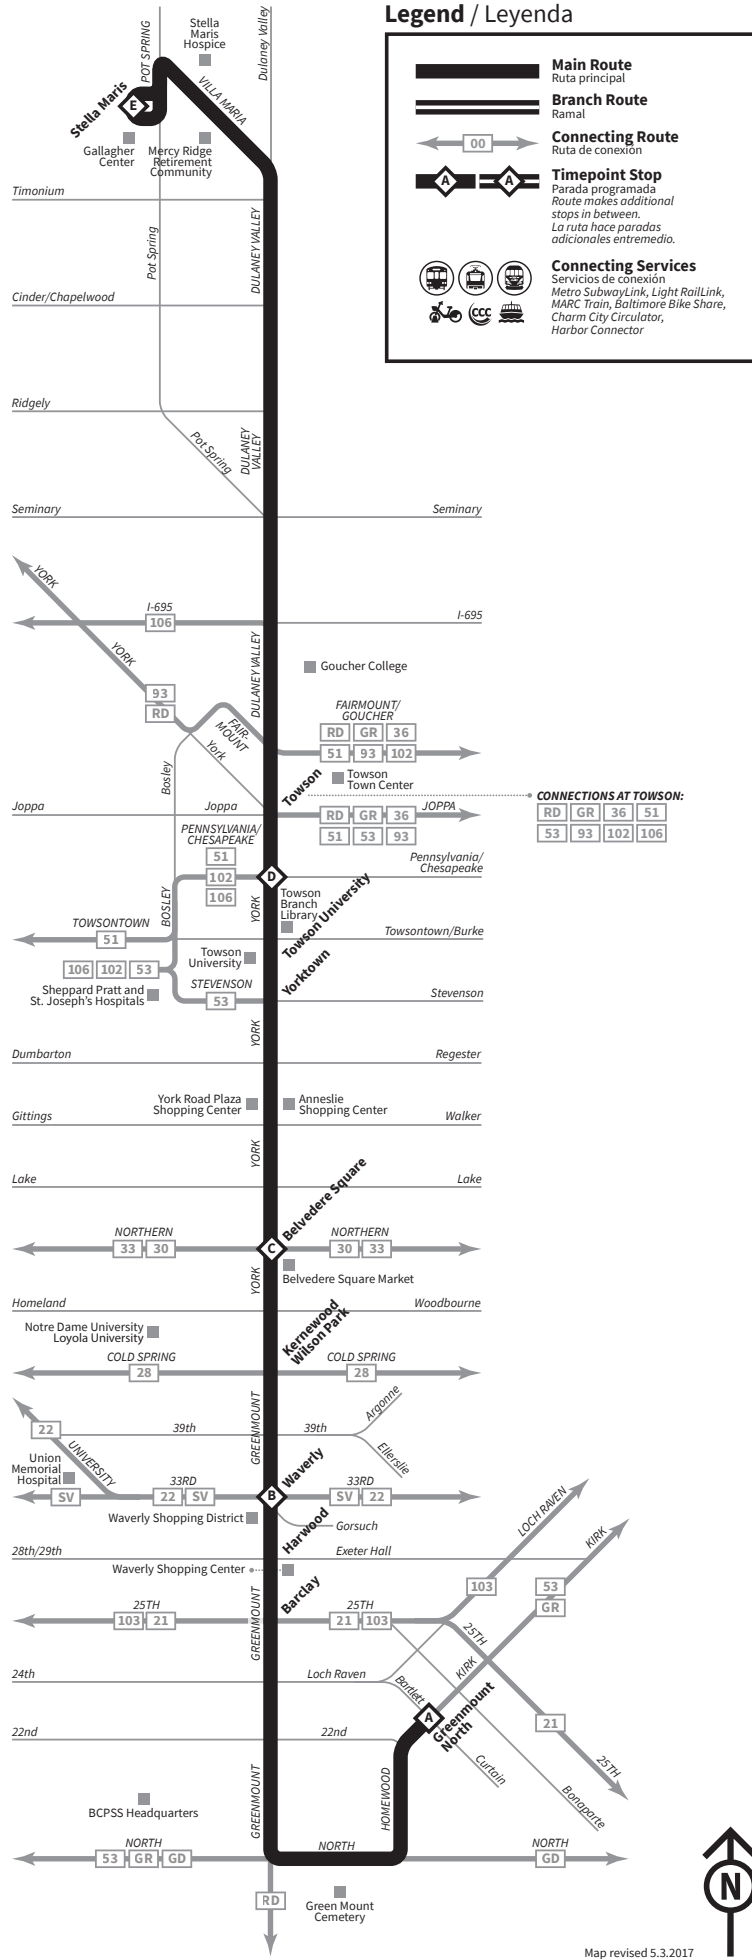 Legend / Leyenda
Main Route
Ruta principal
Branch Route
Ramal
00
Connecting Route
Ruta de conexión
A
A
Timepoint Stop
Parada programada
Route makes additional
stops in between.
La ruta hace paradas
adicionales entremedio.
CCC
Connecting Services
Servicios de conexión
Metro SubwayLink, Light RailLink,
MARC Train, Baltimore Bike Share,
Charm City Circulator,
Harbor Connector
POT SPRING
Stella
Maris
Hospice
Dulaney Valley
VILLA MARIA
Stella Maris
E
Gallagher
Center
Mercy Ridge
Retirement
Community
Timonium
Pot Spring
DULANEY VALLEY
Cinder/Chapelwood
Ridgely
Pot Spring
DULANEY
VALLEY
Seminary
Seminary
YORK
I-695
106
I-695
YORK
DULANEY VALLEY
Goucher College
93
RD
FAIR-
MOUNT
York
FAIRMOUNT/
GOUCHER
RD GR 36
51 93 102
Bosley
Towson
Towson
Town Center
CONNECTIONS AT TOWSON:
RD GR 36 51
53 93 102 106
Joppa
Joppa
RD GR 36
JOPPA
51 53 93
PENNSYLVANIA/
CHESAPEAKE
51
102
106
D
Pennsylvania/
Chesapeake
BOSLEY
YORK
Towson
Branch
Library
Towson University
TOWSONTOWN
51
Towsontown/Burke
Towson
University
Yorktown
106 102 53
Sheppard Pratt and
St. Joseph's Hospitals
STEVENSON
53
Stevenson
YORK
Dumbarton
Regester
York Road Plaza
Shopping Center
Anneslie
Shopping Center
Gittings
Walker
YORK
Lake
Lake
Belvedere Square
NORTHERN
33 30
C
NORTHERN
30 33
YORK
Belvedere Square Market
Homeland
Woodbourne
Notre Dame University
Loyola University
Kernewood
Wilson Park
COLD SPRING
28
COLD SPRING
28
GREENMOUNT
Argonne
22
39th
39th
Ellerslie
UNIVERSITY
Union
Memorial
Hospital
Waverly
SV
33RD
22 SV
B
33RD
SV 22
Waverly Shopping District
Harwood
Gorsuch
LOCH RAVEN
KIRK
28th/29th
Exeter Hall
Waverly Shopping Center
Barclay
103
53
GR
25TH
103 21
GREENMOUNT
25TH
21 103
25TH
KIRK
24th
Loch Raven
Bartlett
A
Greenmount
North
22nd
22nd
21
Curtain
25TH
Bonaparte
GREENMOUNT
HOMEWOOD
BCPSS Headquarters
NORTH
53 GR GD
NORTH
NORTH
GD
RD
Green Mount
Cemetery
N
Map revised 5.3.2017